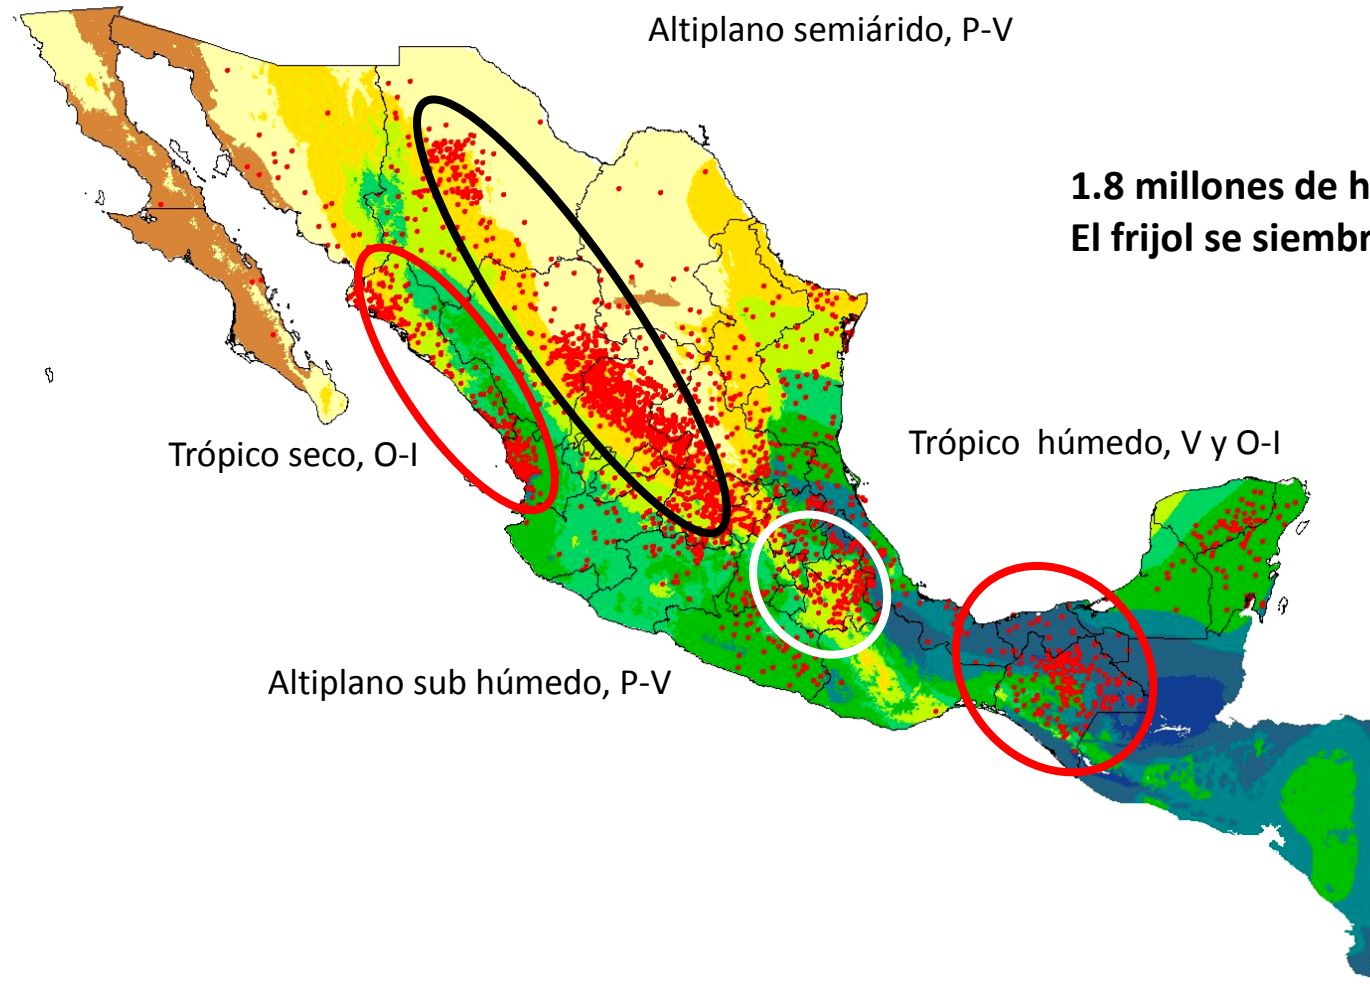 Altiplano semiárido, P-V
1.8 millones de h
El frijol se siembr
Trópico seco, O-I
Trópico  húmedo, V y O-I
Altiplano sub húmedo, P-V